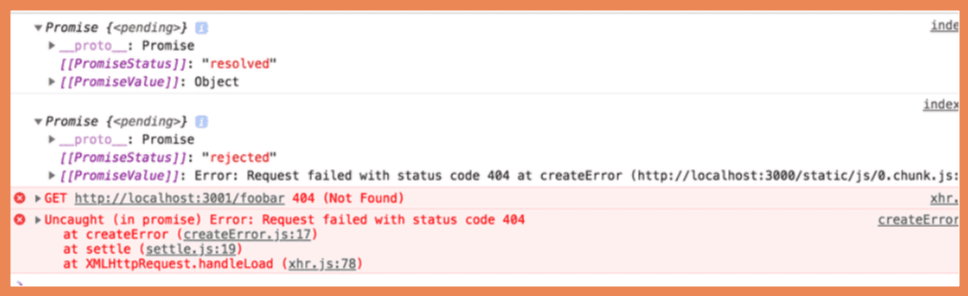 Promise {<pending>} i
inde
__proto__: Promise
[[PromiseStatus]]: "resolved"
[[PromiseValue]]: Object
index
Promise {<pending>} i
__proto__: Promise
[[PromiseStatus]]: "rejected"
[[PromiseValue]]: Error: Request failed with status code 404 at createError (http://localhost:3000/static/js/0.chunk.js:
GET http://localhost:3001/foobar 404 (Not Found) xhr.
Uncaught (in promise) Error: Request failed with status code 404 createError
at createError (createError.js:17)
at settle (settle.js:19)
at XMLHttpRequest.handleLoad (xhr.js:78)